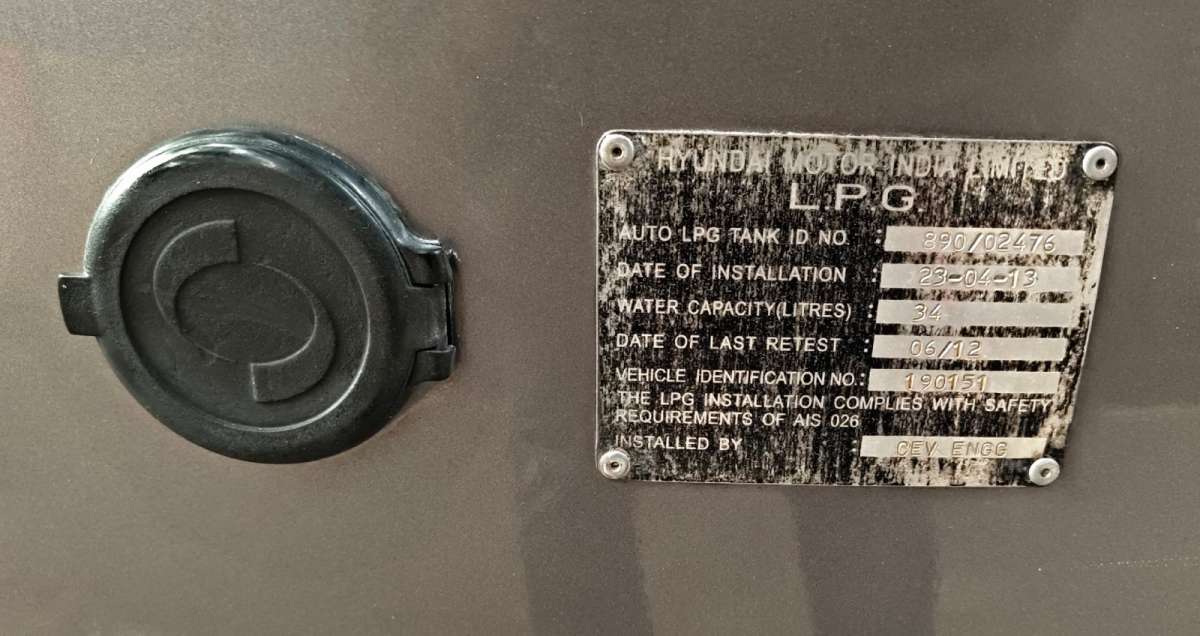 HYUNDAI MOTOR INDIA LIMITED
LPG
AUTO LPG TANK ID NO : 890/02476
DATE OF INSTALLATION : 23-04-13
WATER CAPACITY(LITRES) : 34
DATE OF LAST RETEST : 06/12
VEHICLE IDENTIFICATION NO.: 190151
THE LPG INSTALLATION COMPLIES WITH SAFETY
REQUIREMENTS OF AIS 026
INSTALLED BY CEV ENGG